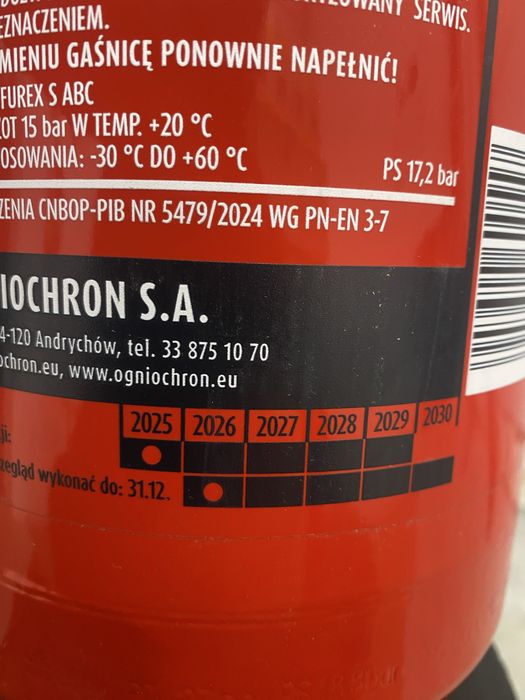 SERWIS.
MIENIU GAŚNICĘ PONOWNIE NAPEŁNIĆ!
FUREX S ABC
OT 15 bar W TEMP. +20 °C
OSOWANIA: -30 °C DO +60 °C
PS 17,2 bar
ZENIA CNBOP-PIB NR 5479/2024 WG PN-EN 3-7
IOCHRON S.A.
4-120 Andrychów, tel. 33 875 10 70
ochron.eu, www.ogniochron.eu
2025 2026 2027 2028 2029 2030
ji:
zegląd wykonać do: 31.12.